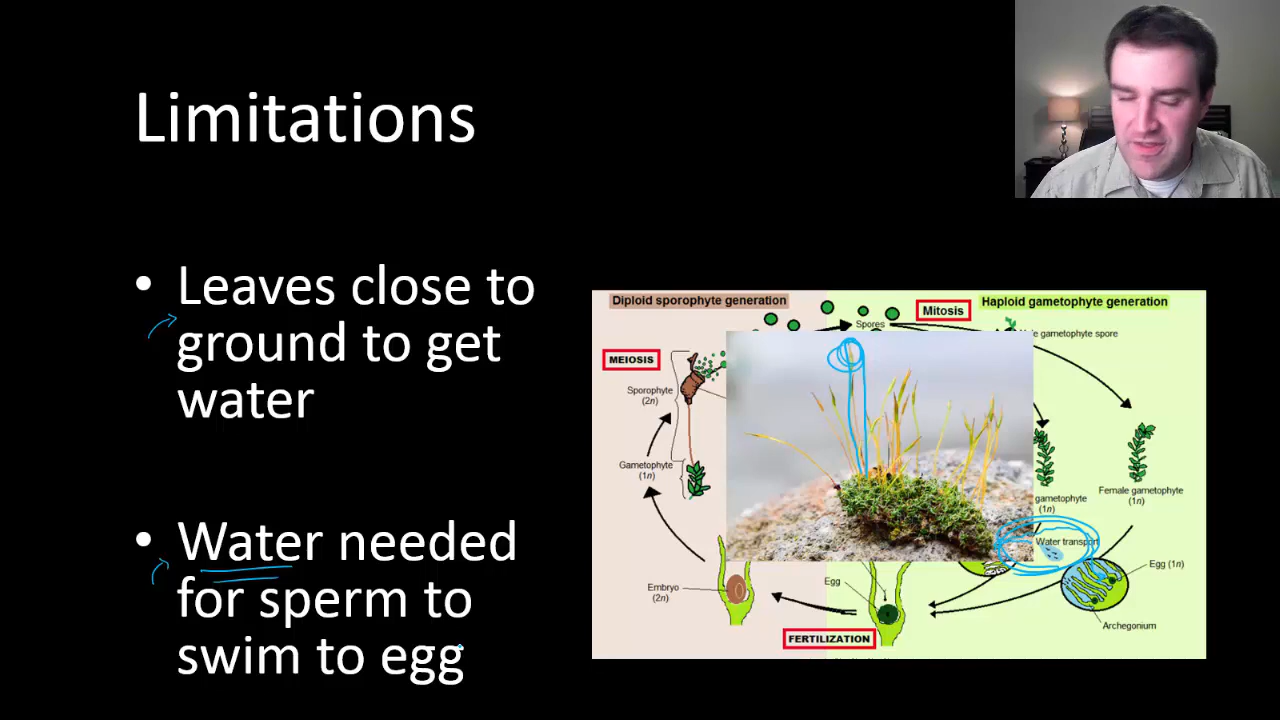 Limitations
• Leaves close to
ground to get
water
• Water needed
for sperm to
swim to egg
Diploid sporophyte generation
Mitosis
Haploid gametophyte generation
Spores
gametophyte spore
MEIOSIS
Sporophyte
(2n)
Gametophyte
(1n)
gametophyte
(1n)
Female gametophyte
(1n)
Water transport
Egg (1n)
Embryo
(2n)
Egg
Archegonium
FERTILIZATION